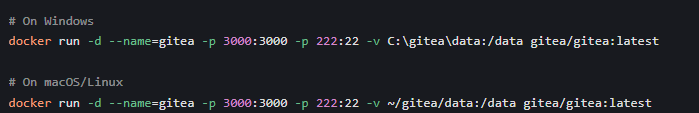 # On Windows
docker run -d --name=gitea -p 3000:3000 -p 222:22 -v C:\gitea\data:/data gitea/gitea:latest
# On macOS/Linux
docker run -d --name=gitea -p 3000:3000 -p 222:22 -v ~/gitea/data:/data gitea/gitea:latest